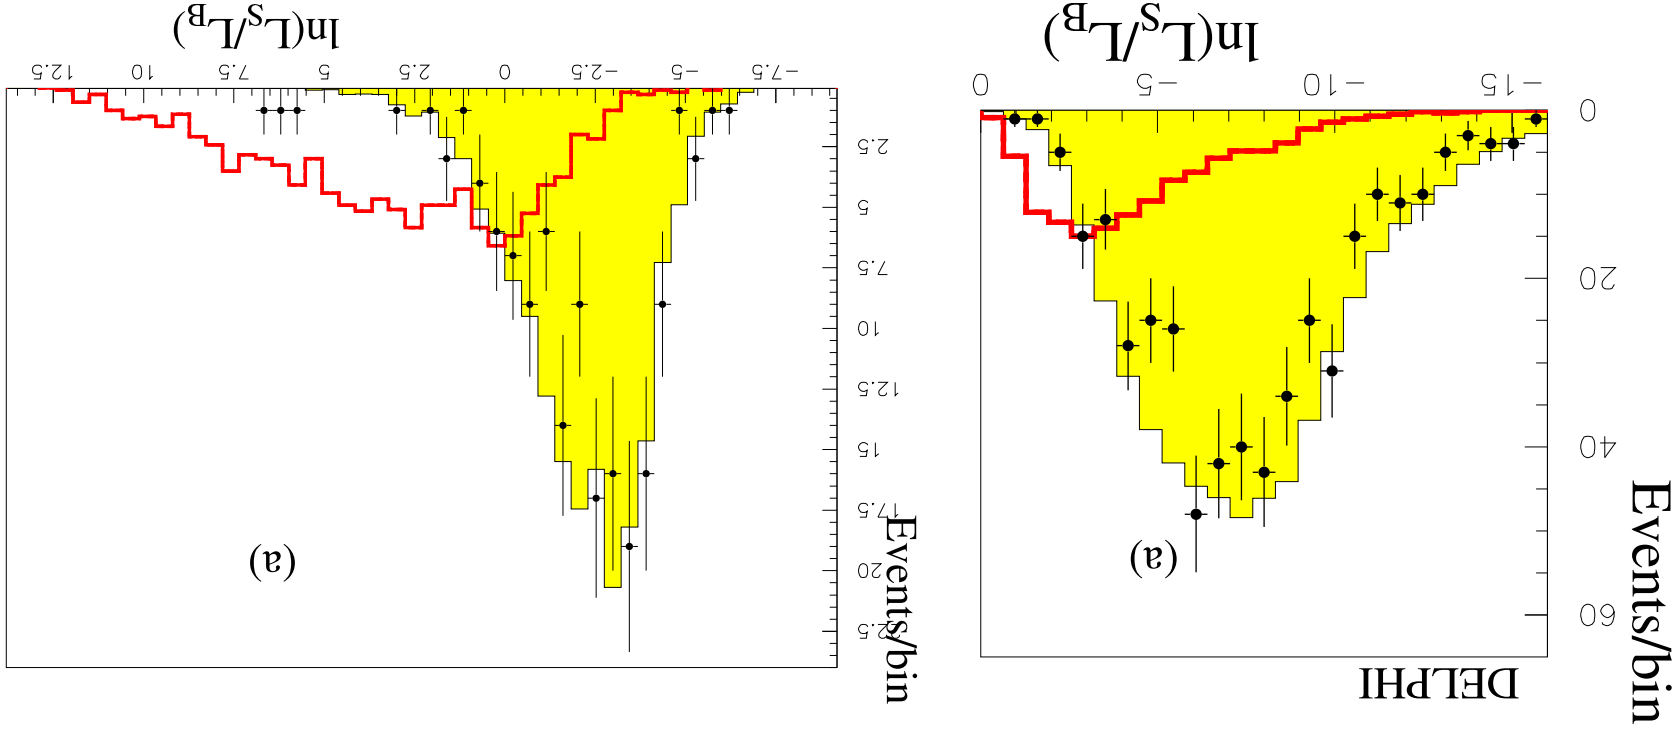 DELPHI
Events/bin
60
40
20
0
(a)
−15 −10 −5 0
ln(L_S/L_B)
Events/bin
22.5
20
17.5
15
12.5
10
7.5
5
2.5
(a)
−7.5 −5 −2.5 0 2.5 5 7.5 10 12.5
ln(L_S/L_B)